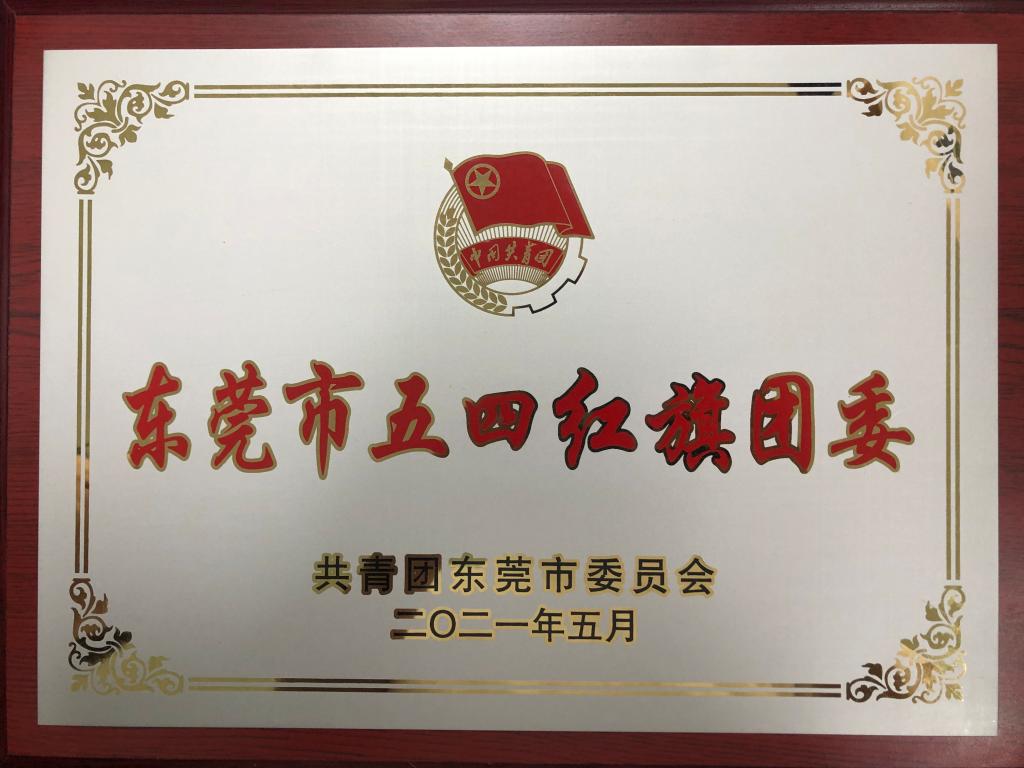 中国共青团
东莞市五四红旗团委
共青团东莞市委员会
二〇二一年五月